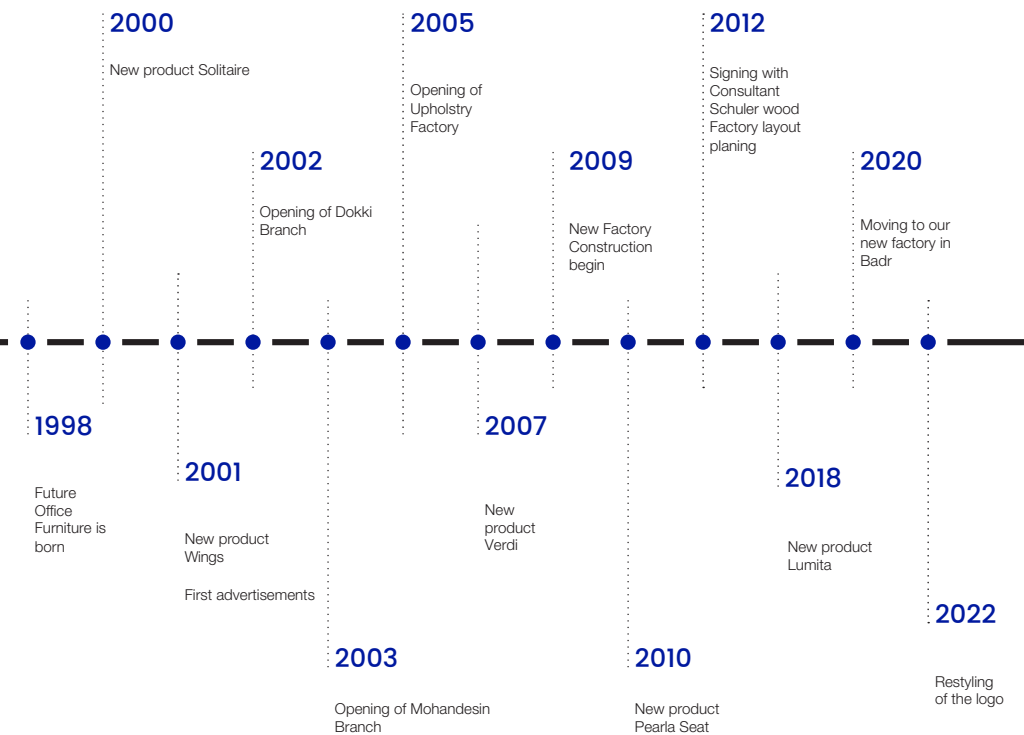 2000
New product Solitaire
2005
Opening of
Upholstry
Factory
2012
Signing with
Consultant
Schuler wood
Factory layout
planing
2002
Opening of Dokki
Branch
2009
New Factory
Construction
begin
2020
Moving to our
new factory in
Badr
1998
Future
Office
Furniture is
born
2001
New product
Wings
First advertisements
2007
New
product
Verdi
2018
New product
Lumita
2003
Opening of Mohandesin
Branch
2010
New product
Pearla Seat
2022
Restyling
of the logo